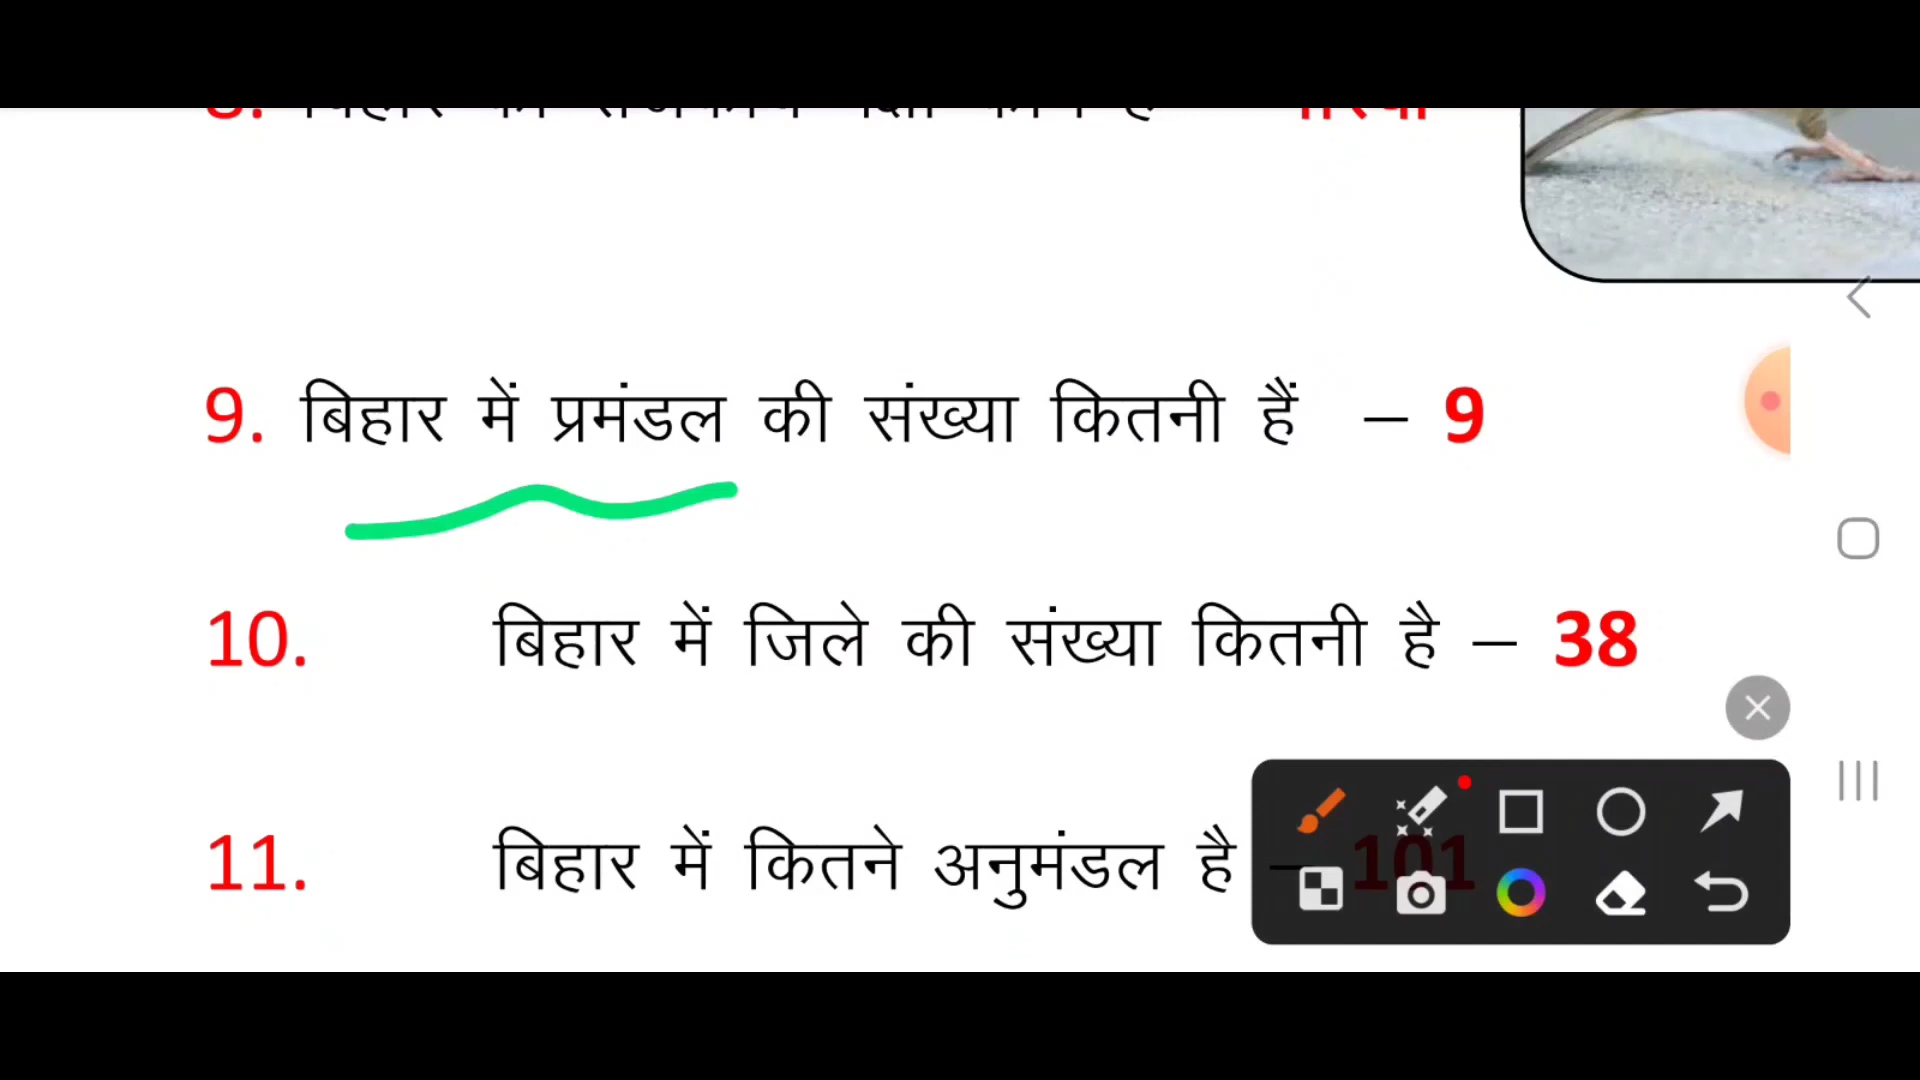 9. बिहार में प्रमंडल की संख्या कितनी हैं – 9
10. बिहार में जिले की संख्या कितनी है – 38
11. बिहार में कितने अनुमंडल है – 101